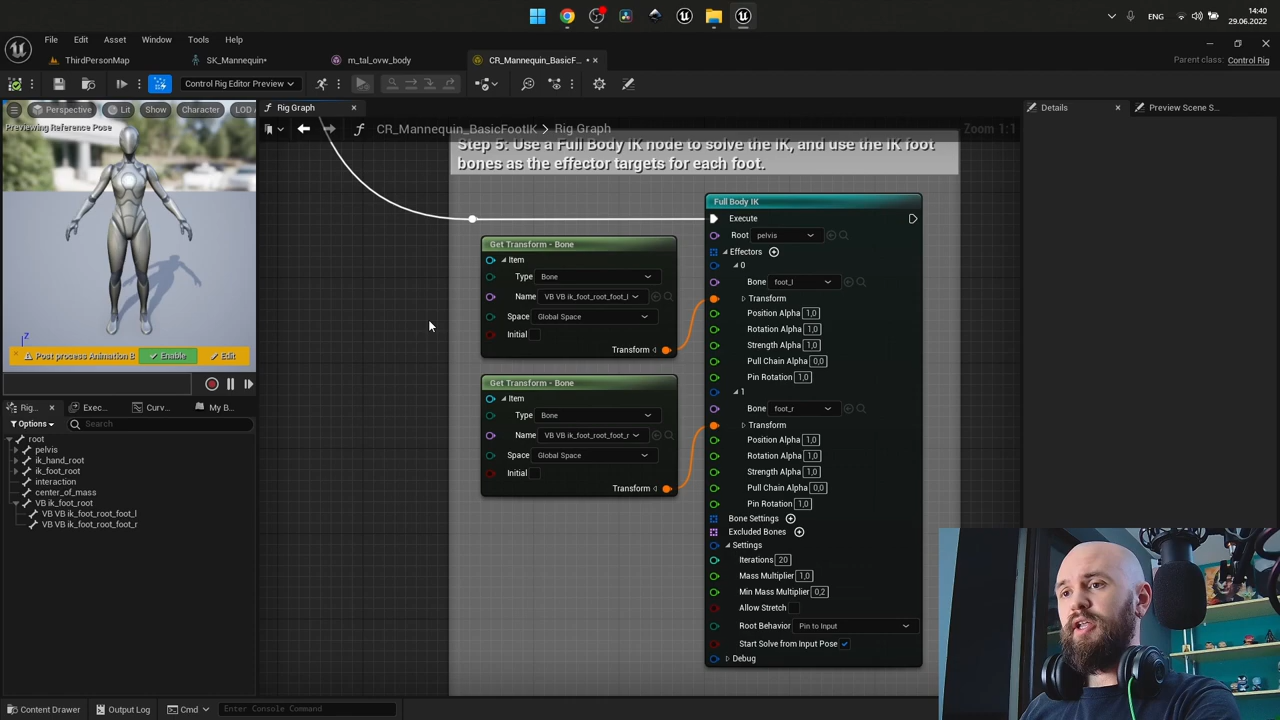 14:40
ENG
29.06.2022
File Edit Asset Window Tools Help
ThirdPersonMap
SK_Mannequin*
m_tal_ovw_body
CR_Mannequin_BasicF...
Parent class: Control Rig
Control Rig Editor Preview
Perspective
Lit
Show
Character
LOD
Previewing Reference Pose
Z
Post process Animation B
Enable
Edit
Rig...
Exec...
Curv...
My B...
Options
Search
root
pelvis
ik_hand_root
ik_foot_root
interaction
center_of_mass
VB ik_foot_root
VB VB ik_foot_root_foot_l
VB VB ik_foot_root_foot_r
Rig Graph
CR_Mannequin_BasicFootIK > Rig Graph
Zoom 1:1
Step 5: Use a Full Body IK node to solve the IK, and use the IK foot
bones as the effector targets for each foot.
Get Transform - Bone
Item
Type Bone
Name VB VB ik_foot_root_foot_l
Space Global Space
Initial
Transform
Get Transform - Bone
Item
Type Bone
Name VB VB ik_foot_root_foot_r
Space Global Space
Initial
Transform
Full Body IK
Execute
Root pelvis
Effectors
0
Bone foot_l
Transform
Position Alpha 1,0
Rotation Alpha 1,0
Strength Alpha 1,0
Pull Chain Alpha 0,0
Pin Rotation 1,0
1
Bone foot_r
Transform
Position Alpha 1,0
Rotation Alpha 1,0
Strength Alpha 1,0
Pull Chain Alpha 0,0
Pin Rotation 1,0
Bone Settings
Excluded Bones
Settings
Iterations 20
Mass Multiplier 1,0
Min Mass Multiplier 0,2
Allow Stretch
Root Behavior Pin to Input
Start Solve from Input Pose
Debug
Details
Preview Scene S...
Content Drawer
Output Log
Cmd
Enter Console Command